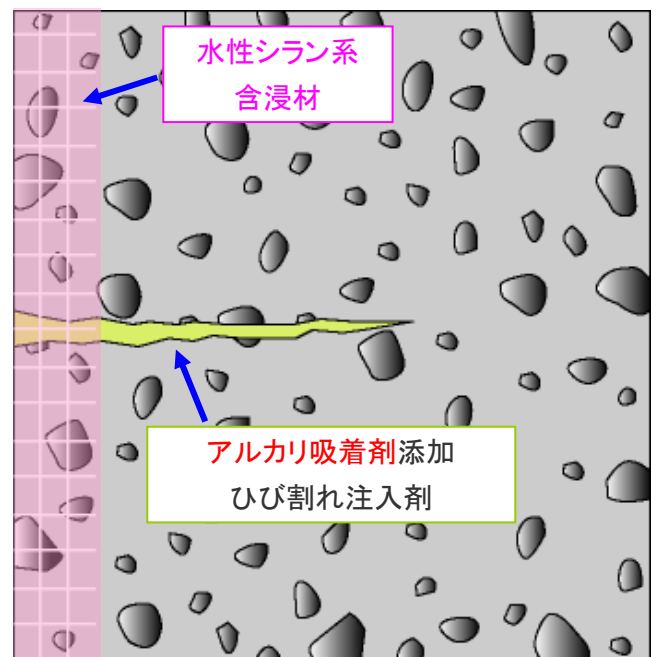 水性シラン系
含浸材
アルカリ吸着剤添加
ひび割れ注入剤